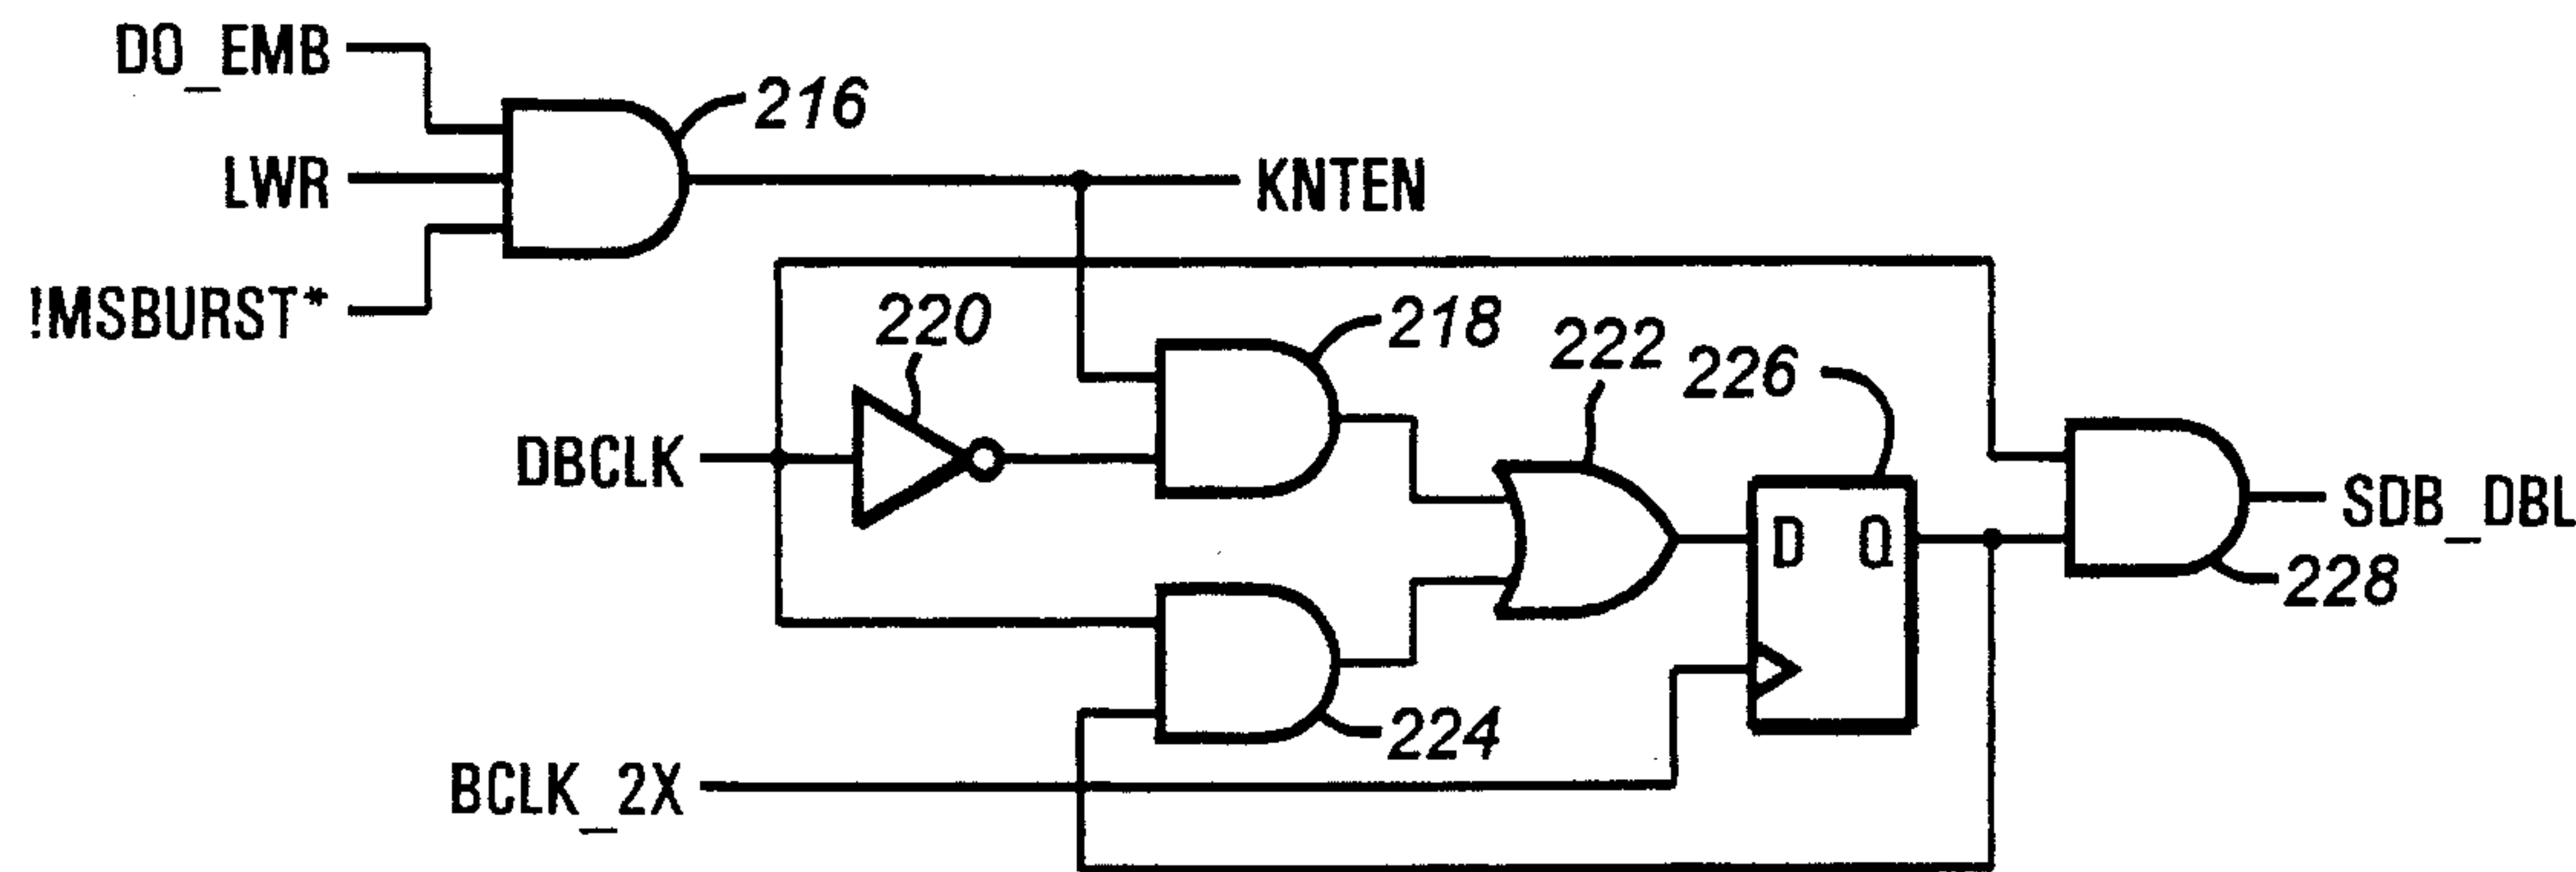 DO_EMB
216
LWR
KNTEN
!MSBURST*
220
218
222
226
DBCLK
D Q
SDB_DBL
228
224
BCLK_2X